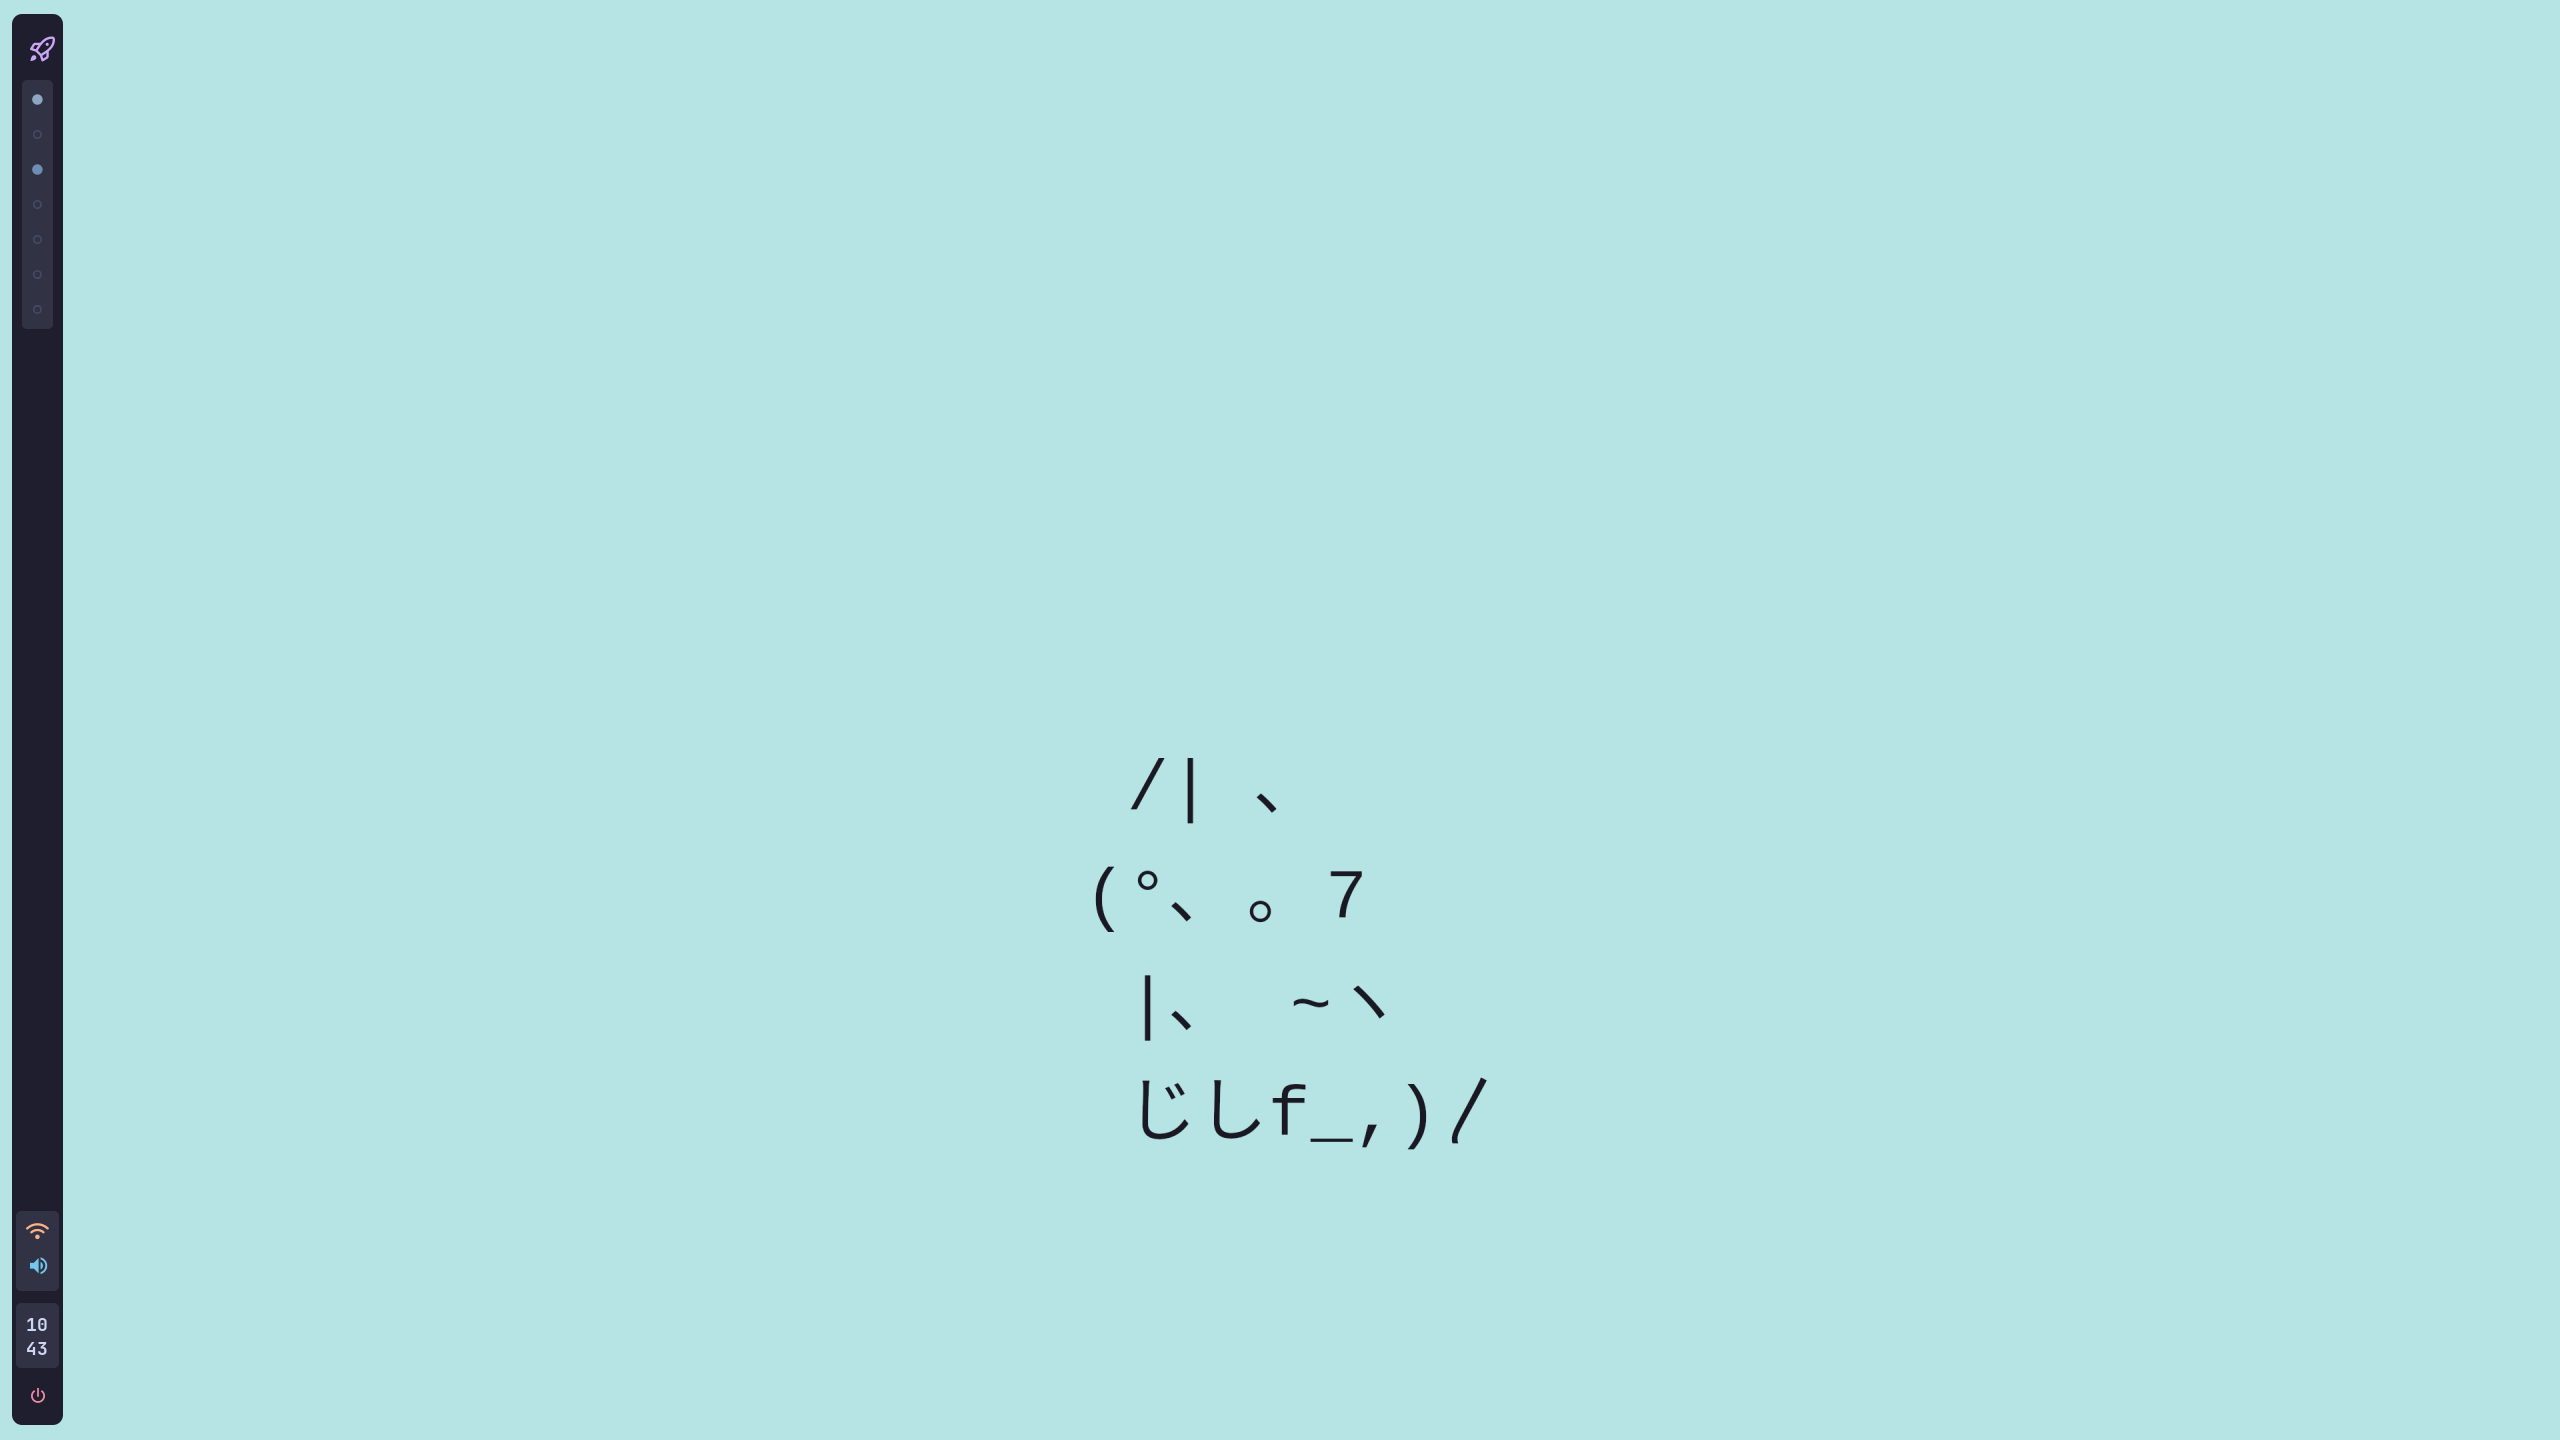 /| 、
(°、 。7
|、 ~ヽ
じしf_,)/
10
43